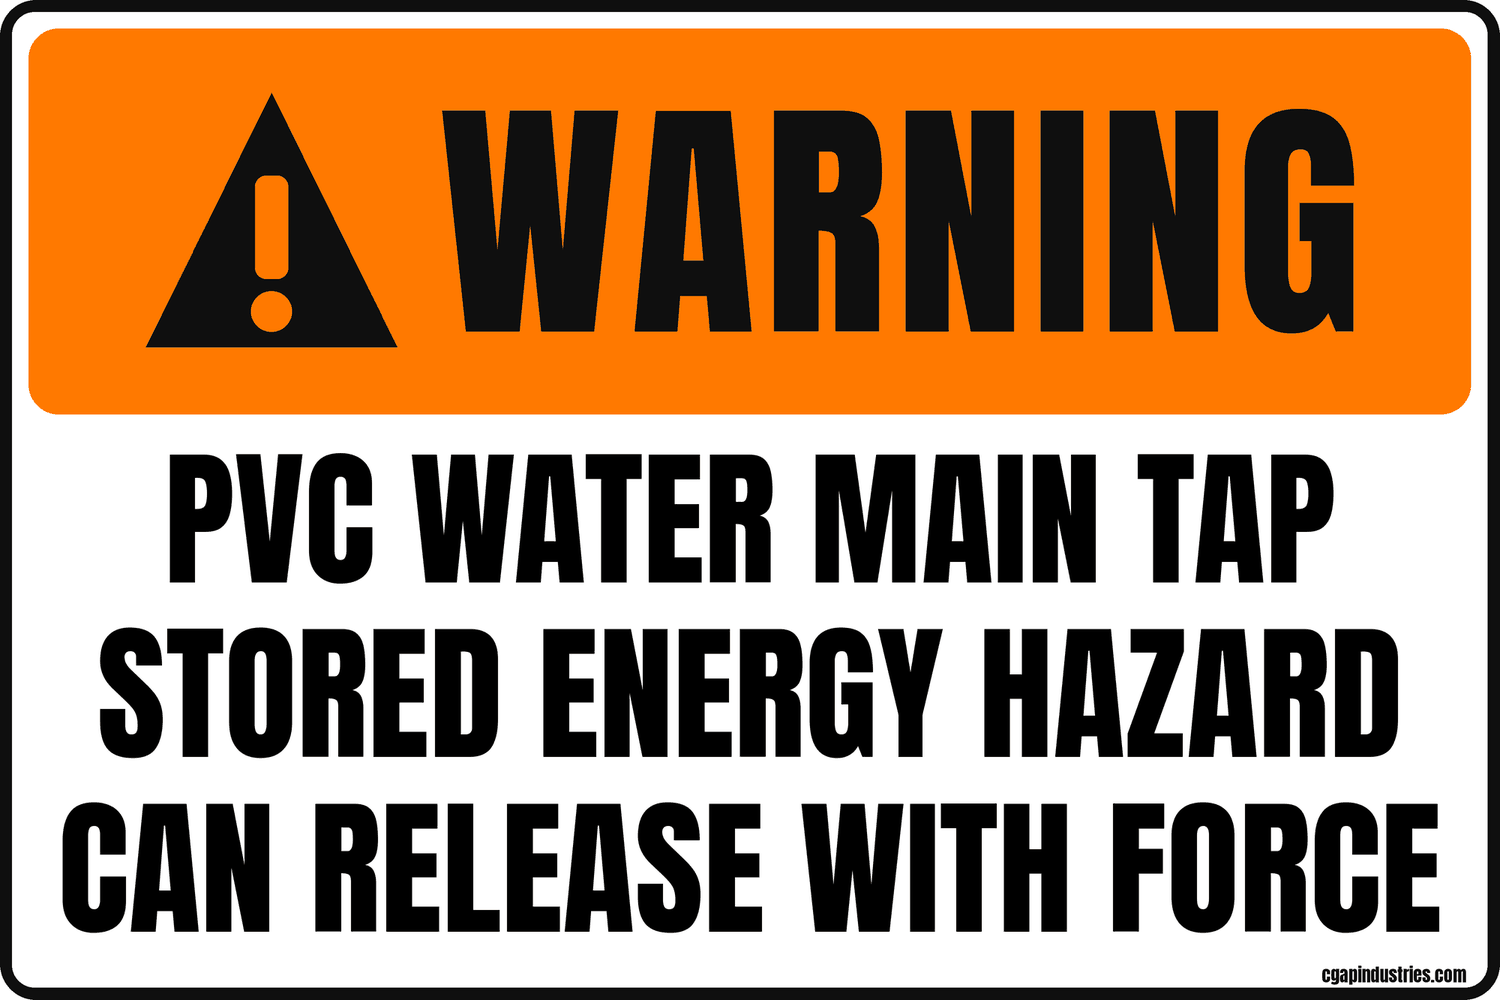 WARNING
PVC WATER MAIN TAP
STORED ENERGY HAZARD
CAN RELEASE WITH FORCE
cgapindustries.com